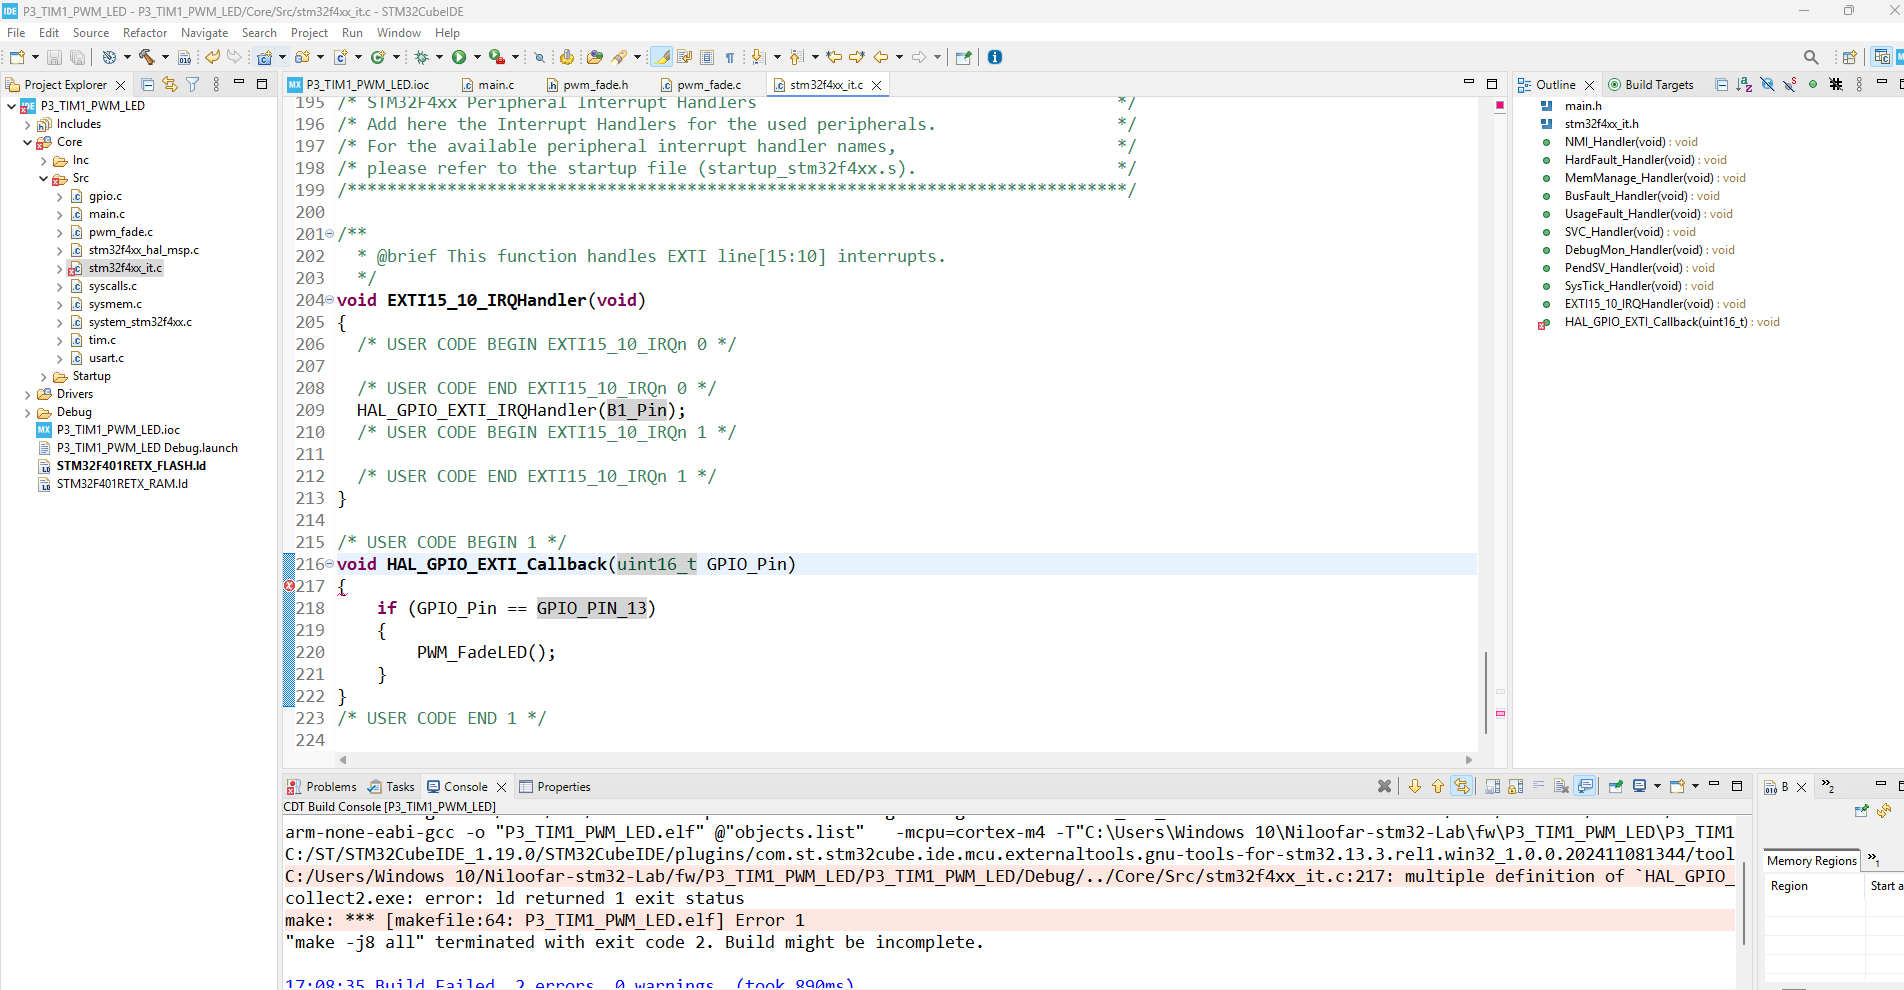 IDE P3_TIM1_PWM_LED - P3_TIM1_PWM_LED/Core/Src/stm32f4xx_it.c - STM32CubeIDE
File Edit Source Refactor Navigate Search Project Run Window Help
Project Explorer
P3_TIM1_PWM_LED
Includes
Core
Inc
Src
gpio.c
main.c
pwm_fade.c
stm32f4xx_hal_msp.c
stm32f4xx_it.c
syscalls.c
sysmem.c
system_stm32f4xx.c
tim.c
usart.c
Startup
Drivers
Debug
MX P3_TIM1_PWM_LED.ioc
P3_TIM1_PWM_LED Debug.launch
STM32F401RETX_FLASH.ld
STM32F401RETX_RAM.ld
MX P3_TIM1_PWM_LED.ioc main.c pwm_fade.h pwm_fade.c stm32f4xx_it.c
195 /* STM32F4xx Peripheral Interrupt Handlers */
196 /* Add here the Interrupt Handlers for the used peripherals. */
197 /* For the available peripheral interrupt handler names, */
198 /* please refer to the startup file (startup_stm32f4xx.s). */
199 /******************************************************************************/
200
201 /**
202 * @brief This function handles EXTI line[15:10] interrupts.
203 */
204 void EXTI15_10_IRQHandler(void)
205 {
206 /* USER CODE BEGIN EXTI15_10_IRQn 0 */
207
208 /* USER CODE END EXTI15_10_IRQn 0 */
209 HAL_GPIO_EXTI_IRQHandler(B1_Pin);
210 /* USER CODE BEGIN EXTI15_10_IRQn 1 */
211
212 /* USER CODE END EXTI15_10_IRQn 1 */
213 }
214
215 /* USER CODE BEGIN 1 */
216 void HAL_GPIO_EXTI_Callback(uint16_t GPIO_Pin)
217 {
218 if (GPIO_Pin == GPIO_PIN_13)
219 {
220 PWM_FadeLED();
221 }
222 }
223 /* USER CODE END 1 */
224
Outline Build Targets
main.h
stm32f4xx_it.h
NMI_Handler(void) : void
HardFault_Handler(void) : void
MemManage_Handler(void) : void
BusFault_Handler(void) : void
UsageFault_Handler(void) : void
SVC_Handler(void) : void
DebugMon_Handler(void) : void
PendSV_Handler(void) : void
SysTick_Handler(void) : void
EXTI15_10_IRQHandler(void) : void
HAL_GPIO_EXTI_Callback(uint16_t) : void
Problems Tasks Console Properties
CDT Build Console [P3_TIM1_PWM_LED]
arm-none-eabi-gcc -o "P3_TIM1_PWM_LED.elf" @"objects.list" -mcpu=cortex-m4 -T"C:\Users\Windows 10\Niloofar-stm32-Lab\fw\P3_TIM1_PWM_LED\P3_TIM1
C:/ST/STM32CubeIDE_1.19.0/STM32CubeIDE/plugins/com.st.stm32cube.ide.mcu.externaltools.gnu-tools-for-stm32.13.3.rel1.win32_1.0.0.202411081344/tool
C:/Users/Windows 10/Niloofar-stm32-Lab/fw/P3_TIM1_PWM_LED/P3_TIM1_PWM_LED/Debug/../Core/Src/stm32f4xx_it.c:217: multiple definition of `HAL_GPIO_
collect2.exe: error: ld returned 1 exit status
make: *** [makefile:64: P3_TIM1_PWM_LED.elf] Error 1
"make -j8 all" terminated with exit code 2. Build might be incomplete.
17:08:35 Build Failed. 2 errors, 0 warnings. (took 890ms)
B
2
Memory Regions
1
Region Start a